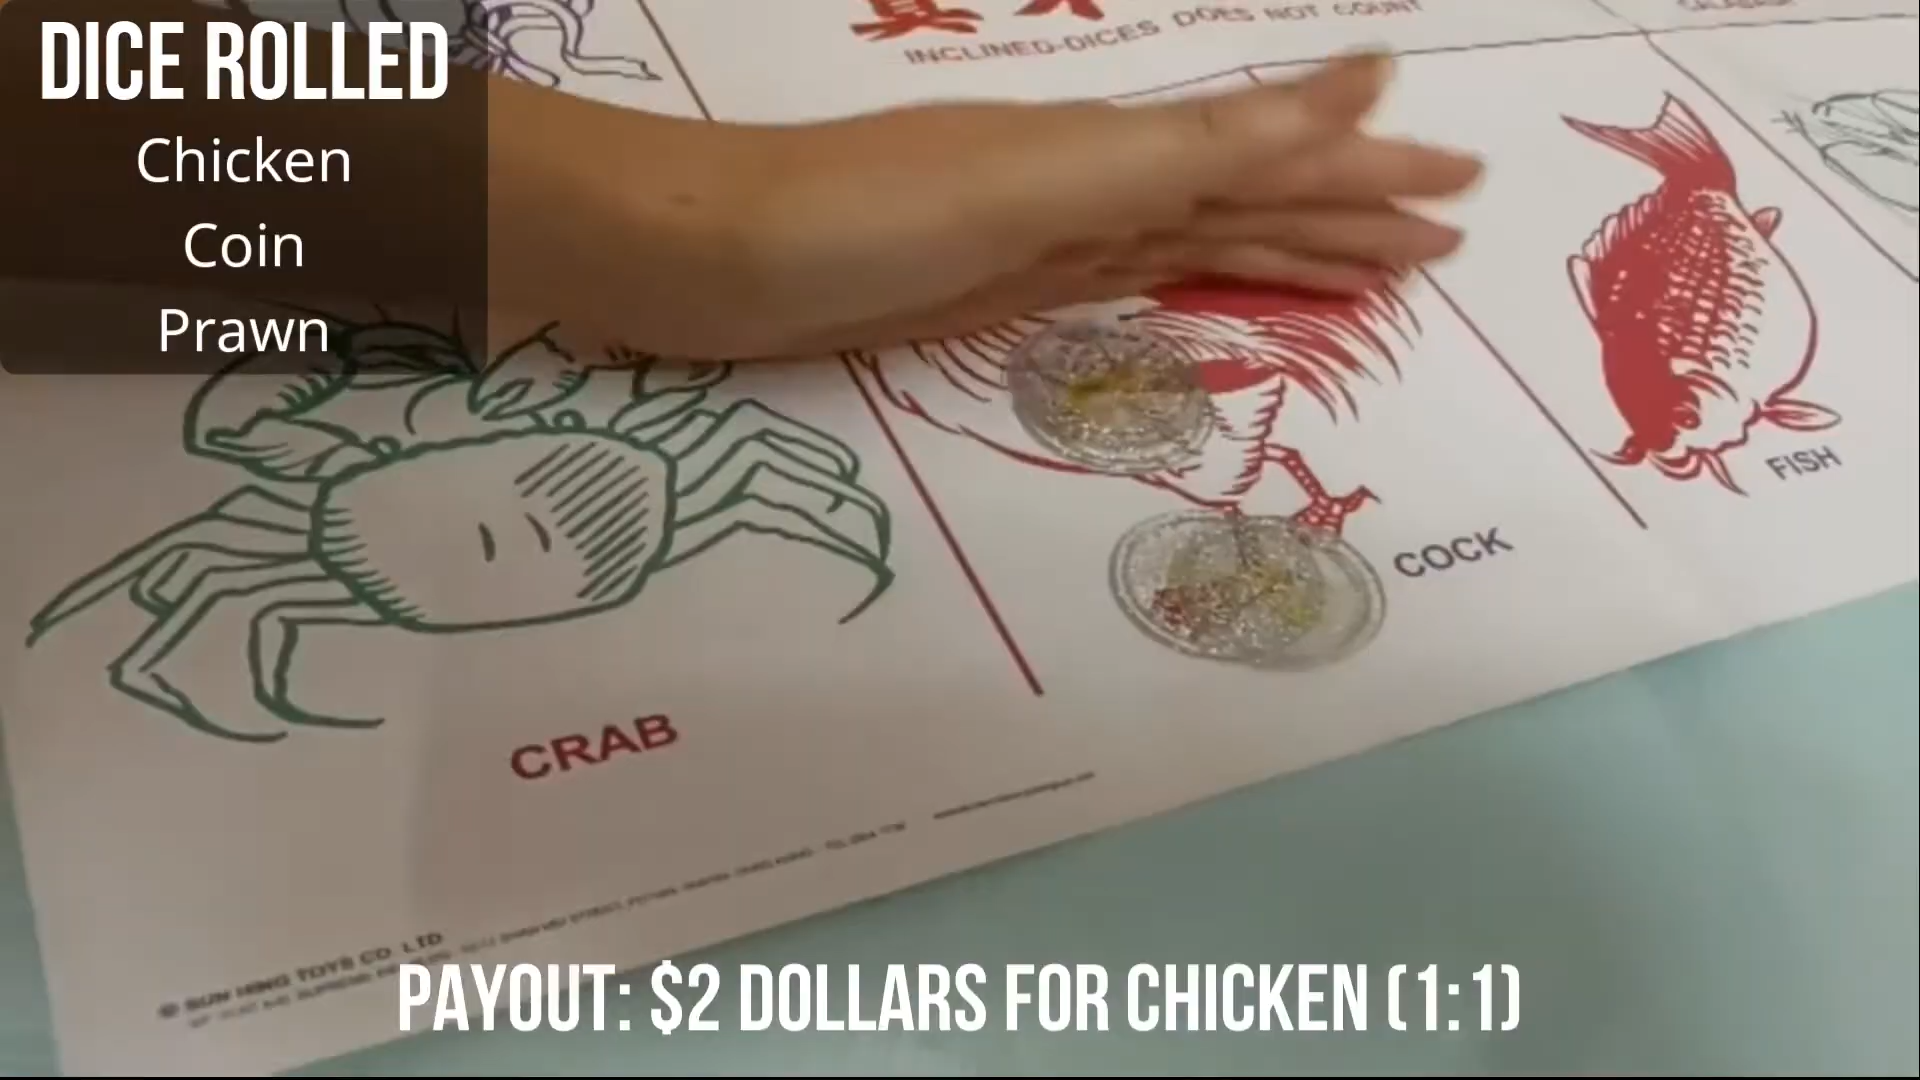 DICE ROLLED
Chicken
Coin
Prawn
INCLINED-DICES DOES NOT COUNT
FISH
COCK
CRAB
© SUN HING TOYS CO. LTD
PAYOUT: $2 DOLLARS FOR CHICKEN (1:1)